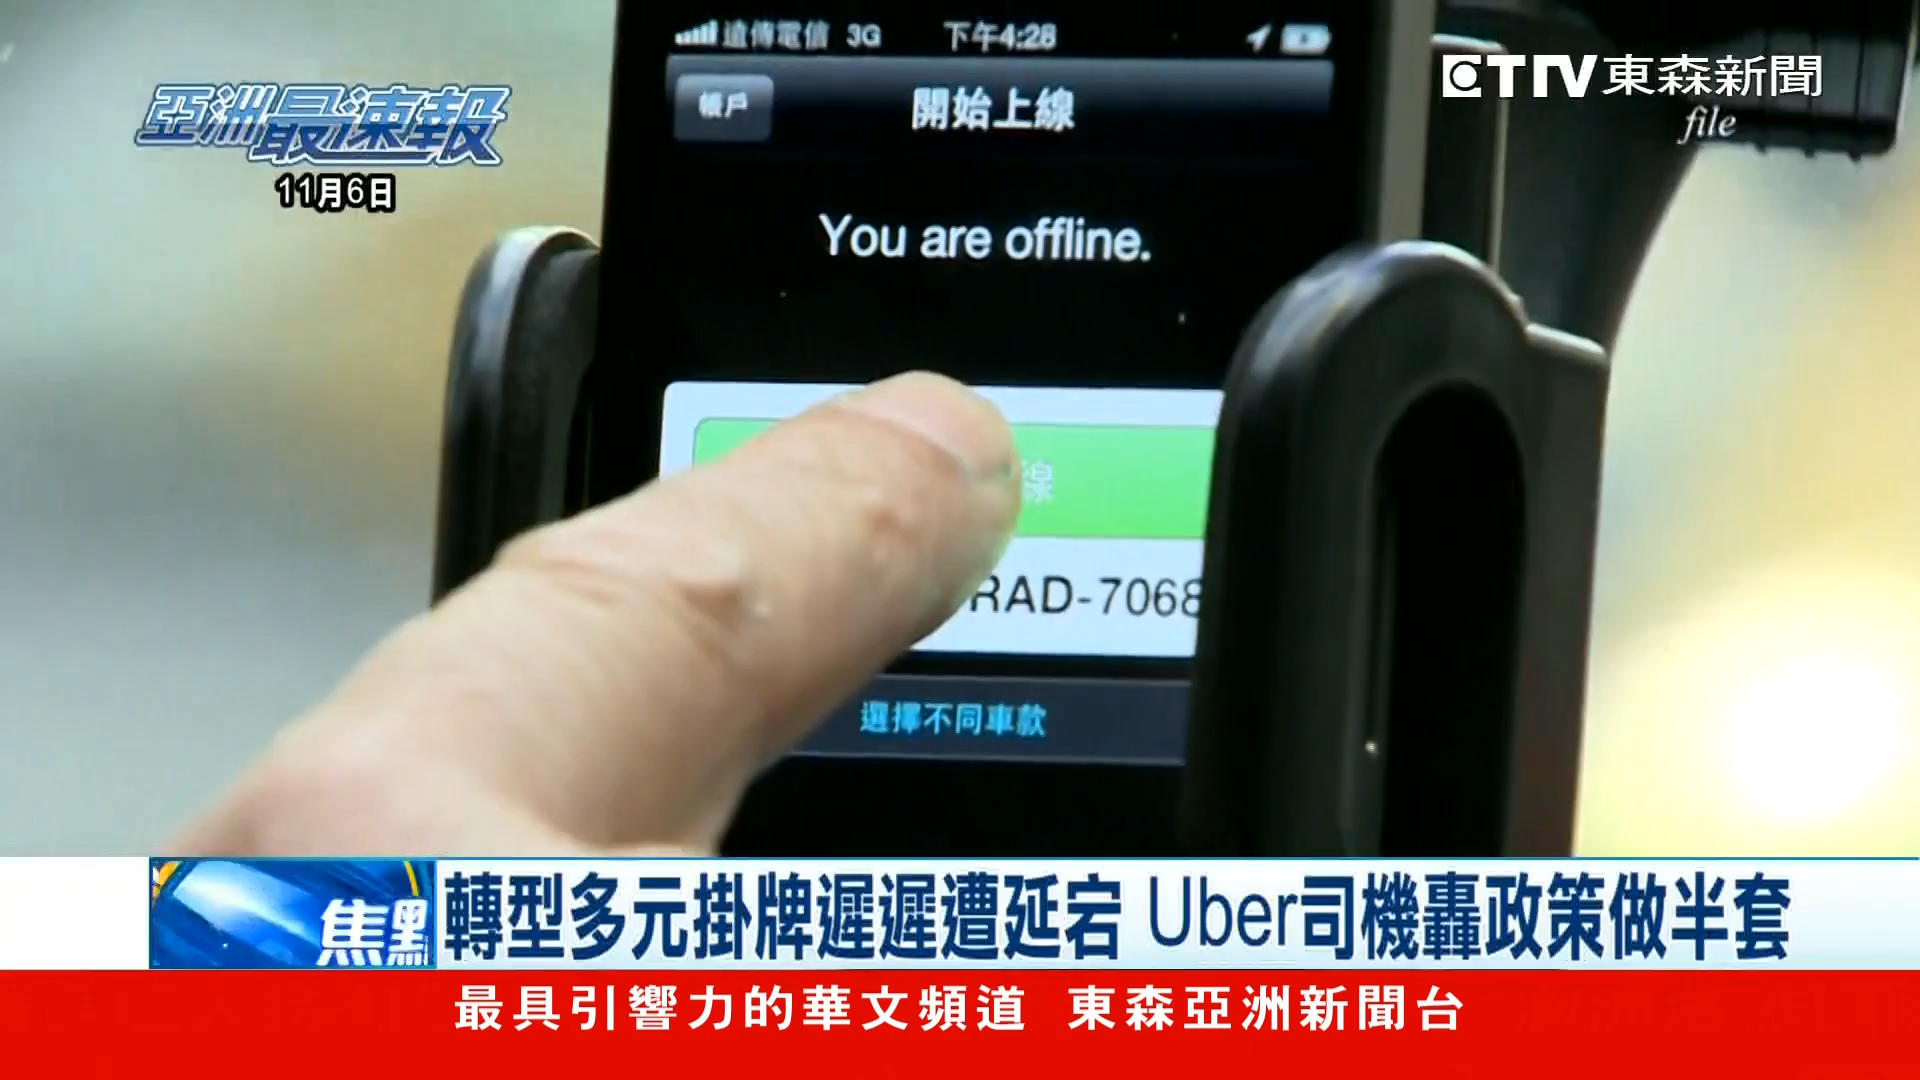 遠傳電信 3G 下午4:28
帳戶 開始上線
You are offline.
線
RAD-7068
選擇不同車款
亞洲最速報
11月6日
ETtV東森新聞
file
焦點
轉型多元掛牌遲遲遭延宕 Uber司機轟政策做半套
最具引響力的華文頻道 東森亞洲新聞台